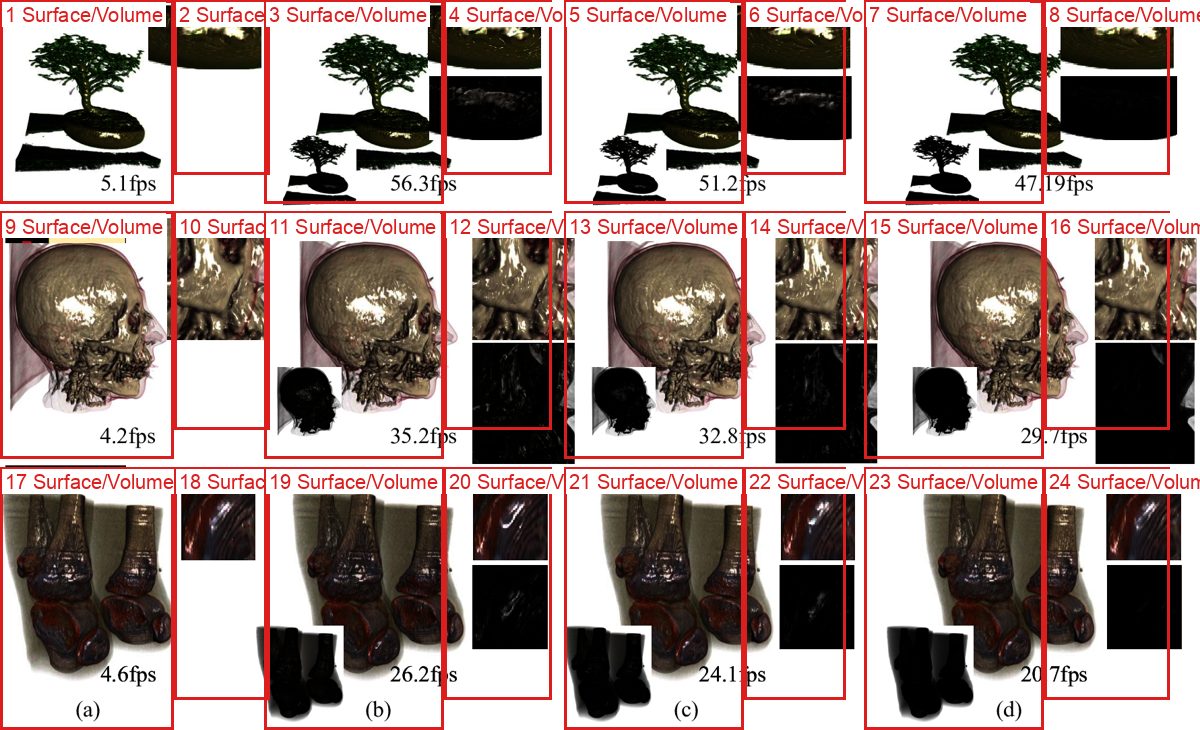 1 Surface/Volume
2 Surface/Volume
3 Surface/Volume
4 Surface/Vo
5 Surface/Volume
6 Surface/Vo
7 Surface/Volume
8 Surface/Volume
5.1fps
56.3fps
51.2fps
47.19fps
9 Surface/Volume
10 Surfac
11 Surface/Volume
12 Surface/V
13 Surface/Volume
14 Surface/V
15 Surface/Volume
16 Surface/Volum
4.2fps
35.2fps
32.8fps
29.7fps
17 Surface/Volume
18 Surfac
19 Surface/Volume
20 Surface/V
21 Surface/Volume
22 Surface/V
23 Surface/Volume
24 Surface/Volum
4.6fps
26.2fps
24.1fps
20.7fps
(a)
(b)
(c)
(d)